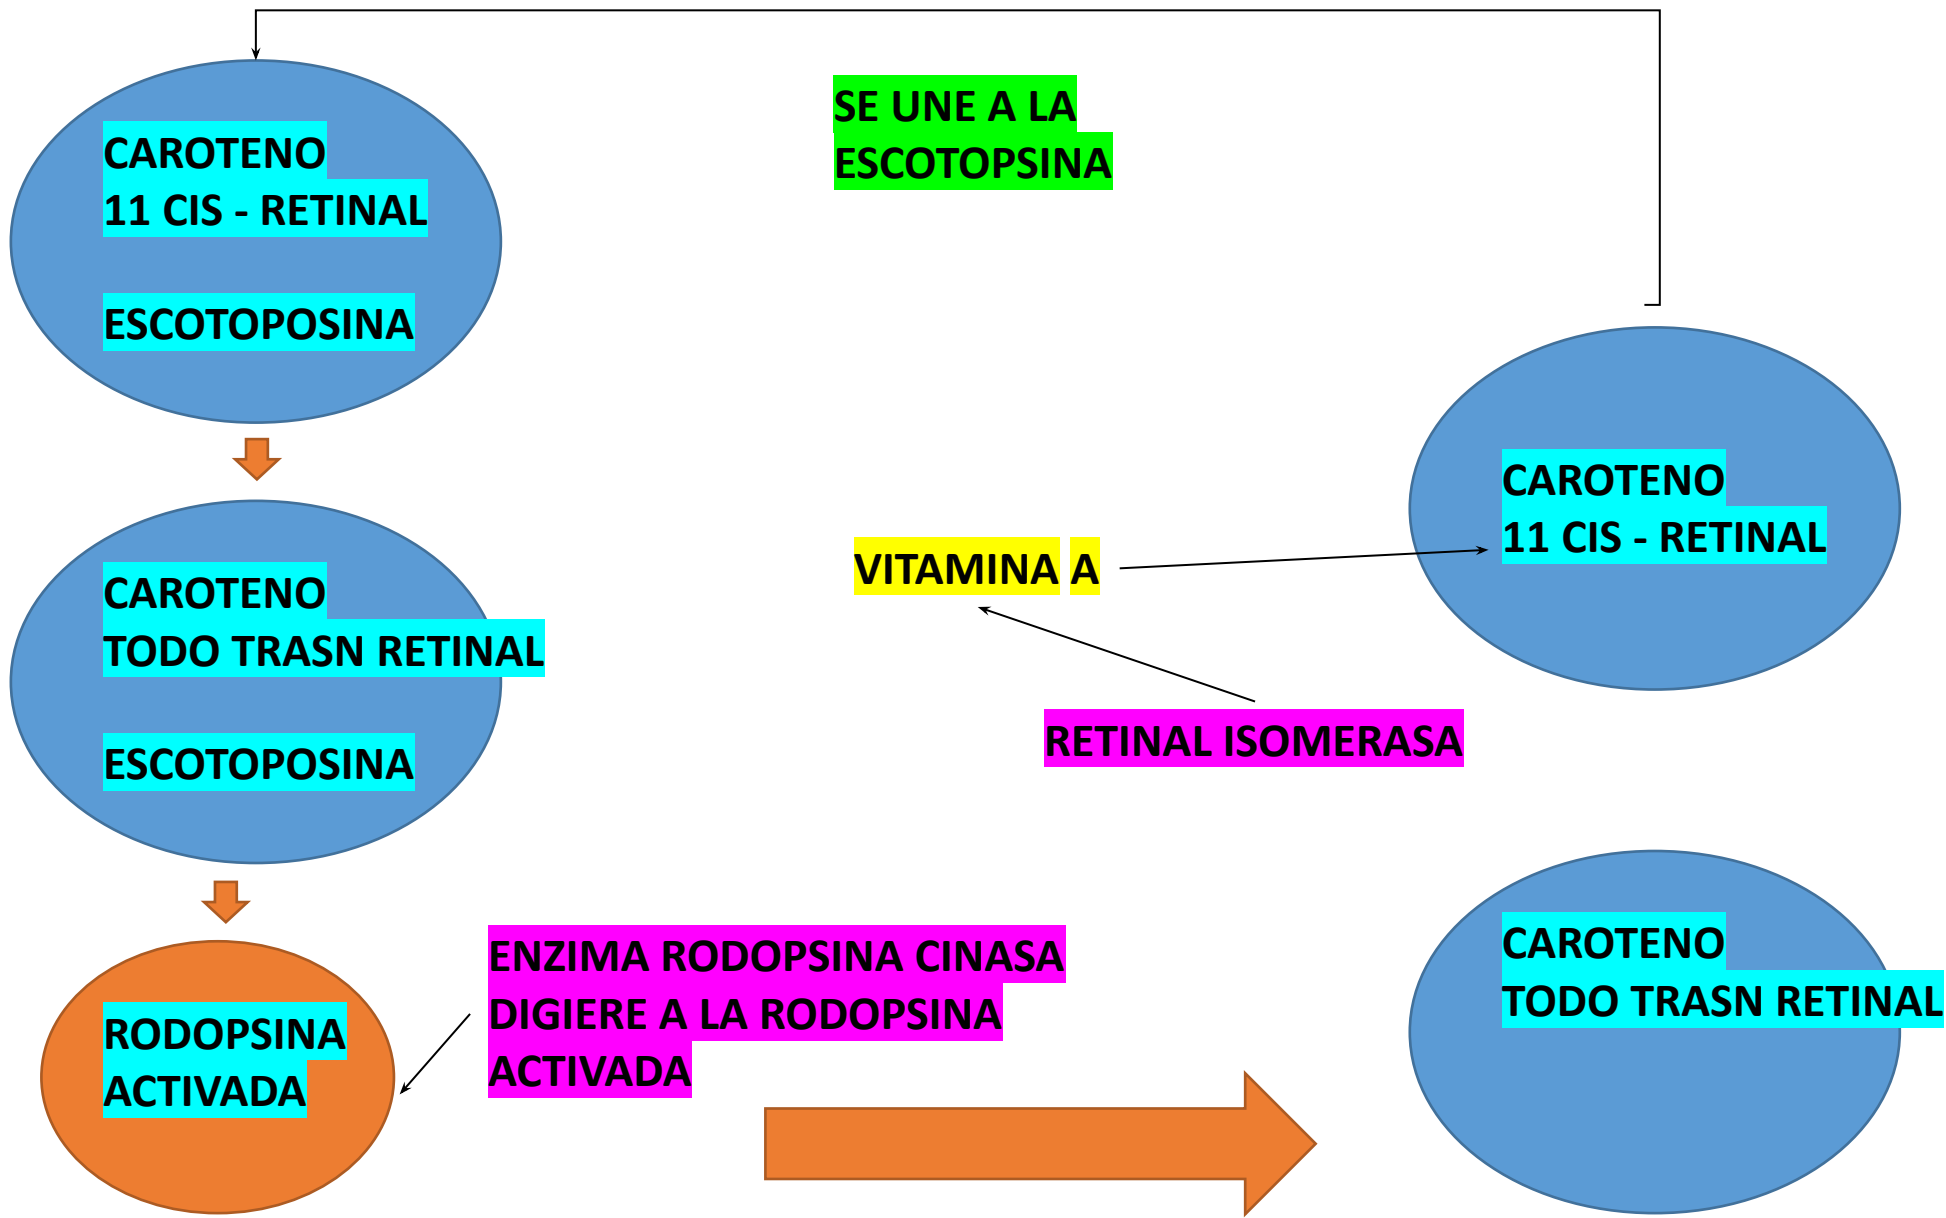 SE UNE A LA
ESCOTOPSINA
CAROTENO
11 CIS - RETINAL
ESCOTOPOSINA
CAROTENO
11 CIS - RETINAL
VITAMINA A
CAROTENO
TODO TRASN RETINAL
ESCOTOPOSINA
RETINAL ISOMERASA
CAROTENO
TODO TRASN RETINAL
ENZIMA RODOPSINA CINASA
DIGIERE A LA RODOPSINA
ACTIVADA
RODOPSINA
ACTIVADA